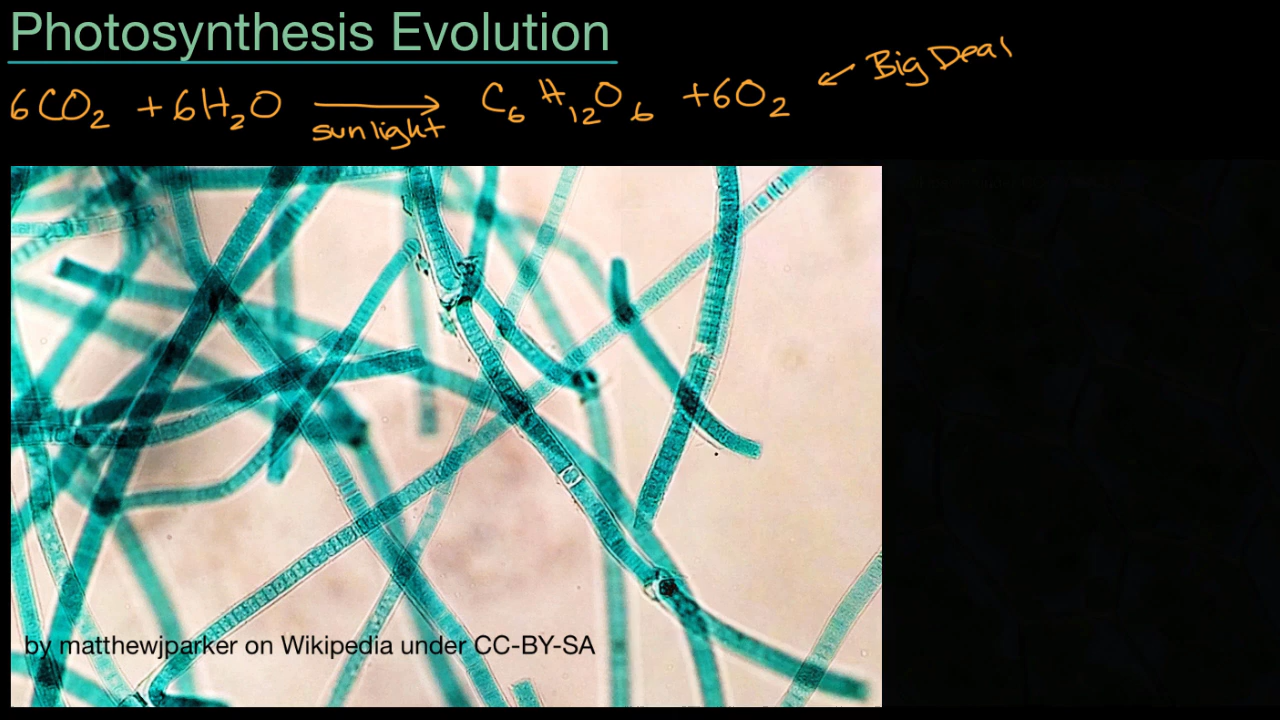 Photosynthesis Evolution
6CO₂ + 6H₂O ⟶ C₆H₁₂O₆ + 6O₂ ← Big Deal
sunlight
by matthewjparker on Wikipedia under CC-BY-SA